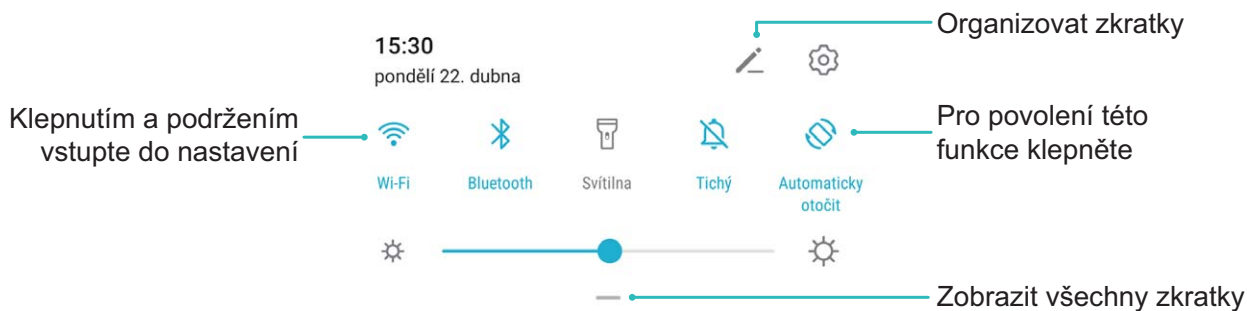 Organizovat zkratky
15:30
pondělí 22. dubna
Klepnutím a podržením
vstupte do nastavení
Pro povolení této
funkce klepněte
Wi-Fi
Bluetooth
Svítilna
Tichý
Automaticky
otočit
Zobrazit všechny zkratky